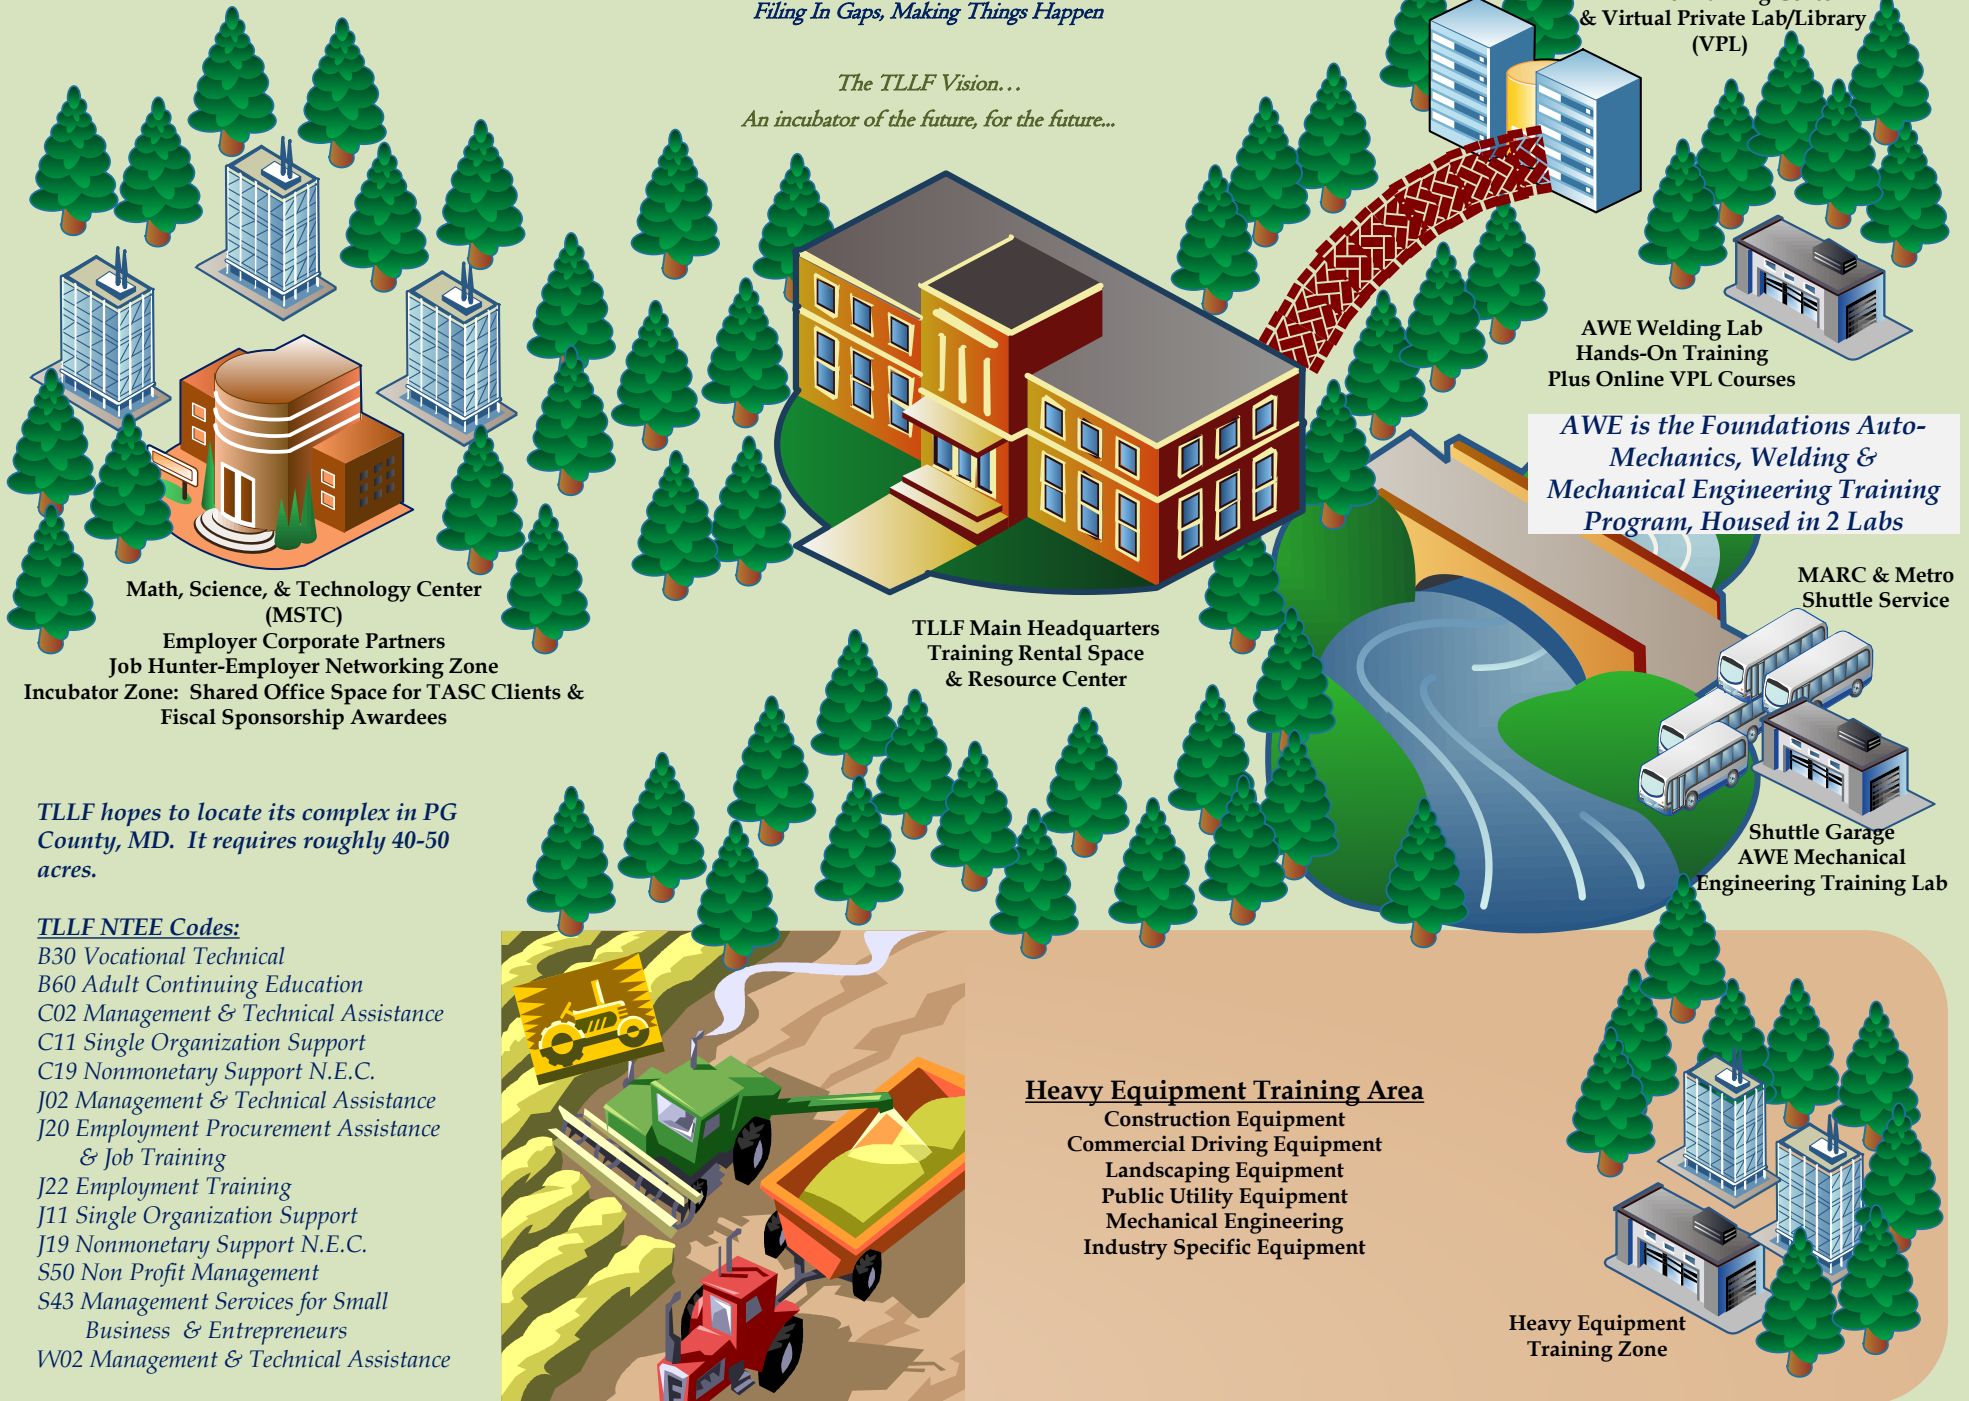 Filing In Gaps, Making Things Happen
& Virtual Private Lab/Library
(VPL)
The TLLF Vision…
An incubator of the future, for the future...
AWE Welding Lab
Hands-On Training
Plus Online VPL Courses
AWE is the Foundations Auto-
Mechanics, Welding &
Mechanical Engineering Training
Program, Housed in 2 Labs
MARC & Metro
Shuttle Service
Math, Science, & Technology Center
(MSTC)
Employer Corporate Partners
Job Hunter-Employer Networking Zone
Incubator Zone:  Shared Office Space for TASC Clients &
Fiscal Sponsorship Awardees
TLLF Main Headquarters
Training Rental Space
& Resource Center
Shuttle Garage
AWE Mechanical
Engineering Training Lab
TLLF hopes to locate its complex in PG
County, MD.  It requires roughly 40-50
acres.
TLLF NTEE Codes:
B30 Vocational Technical
B60 Adult Continuing Education
C02 Management & Technical Assistance
C11 Single Organization Support
C19 Nonmonetary Support N.E.C.
J02 Management & Technical Assistance
J20 Employment Procurement Assistance
& Job Training
J22 Employment Training
J11 Single Organization Support
J19 Nonmonetary Support N.E.C.
S50 Non Profit Management
S43 Management Services for Small
Business  & Entrepreneurs
W02 Management & Technical Assistance
Heavy Equipment Training Area
Construction Equipment
Commercial Driving Equipment
Landscaping Equipment
Public Utility Equipment
Mechanical Engineering
Industry Specific Equipment
Heavy Equipment
Training Zone